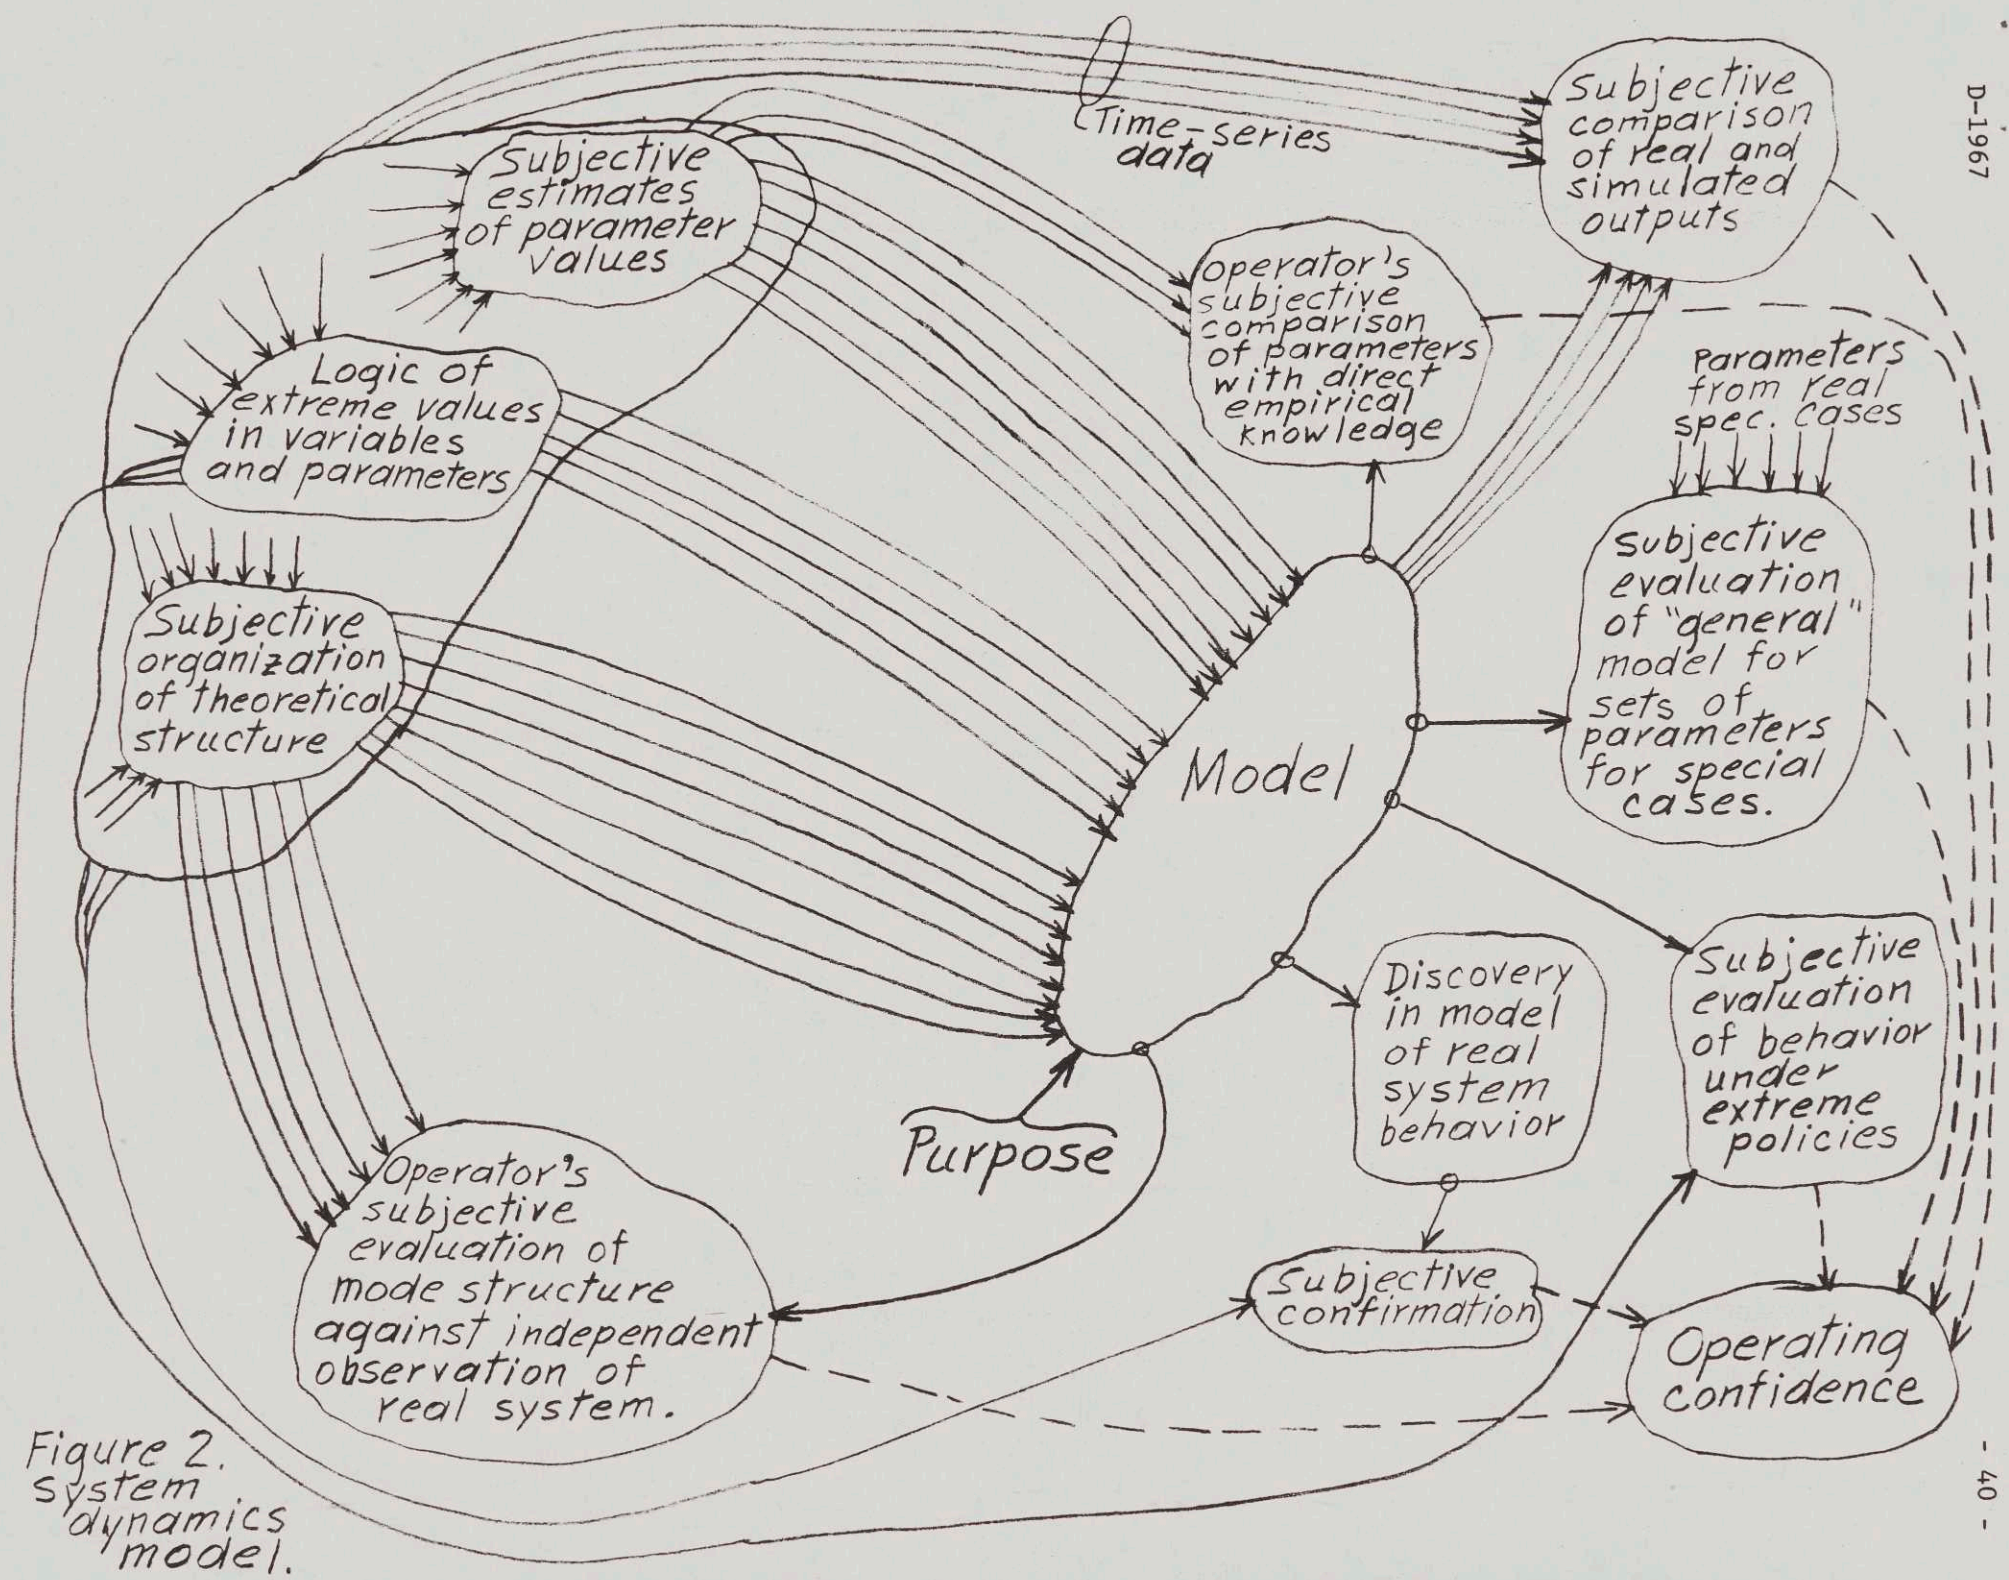 D-1967
Time-series
data
Subjective
comparison
of real and
simulated
outputs
Subjective
estimates
of parameter
values
Operator's
subjective
comparison
of parameters
with direct
empirical
knowledge
Parameters
from real
spec. cases
Logic of
extreme values
in variables
and parameters
Subjective
evaluation
of "general"
model for
sets of
parameters
for special
cases.
Subjective
organization
of theoretical
structure
Model
Subjective
evaluation
of behavior
under
extreme
policies
Discovery
in model
of real
system
behavior
Purpose
Operator's
subjective
evaluation of
mode structure
against independent
observation of
real system.
Subjective
confirmation
Operating
confidence
Figure 2.
System
dynamics
model.
- 40 -